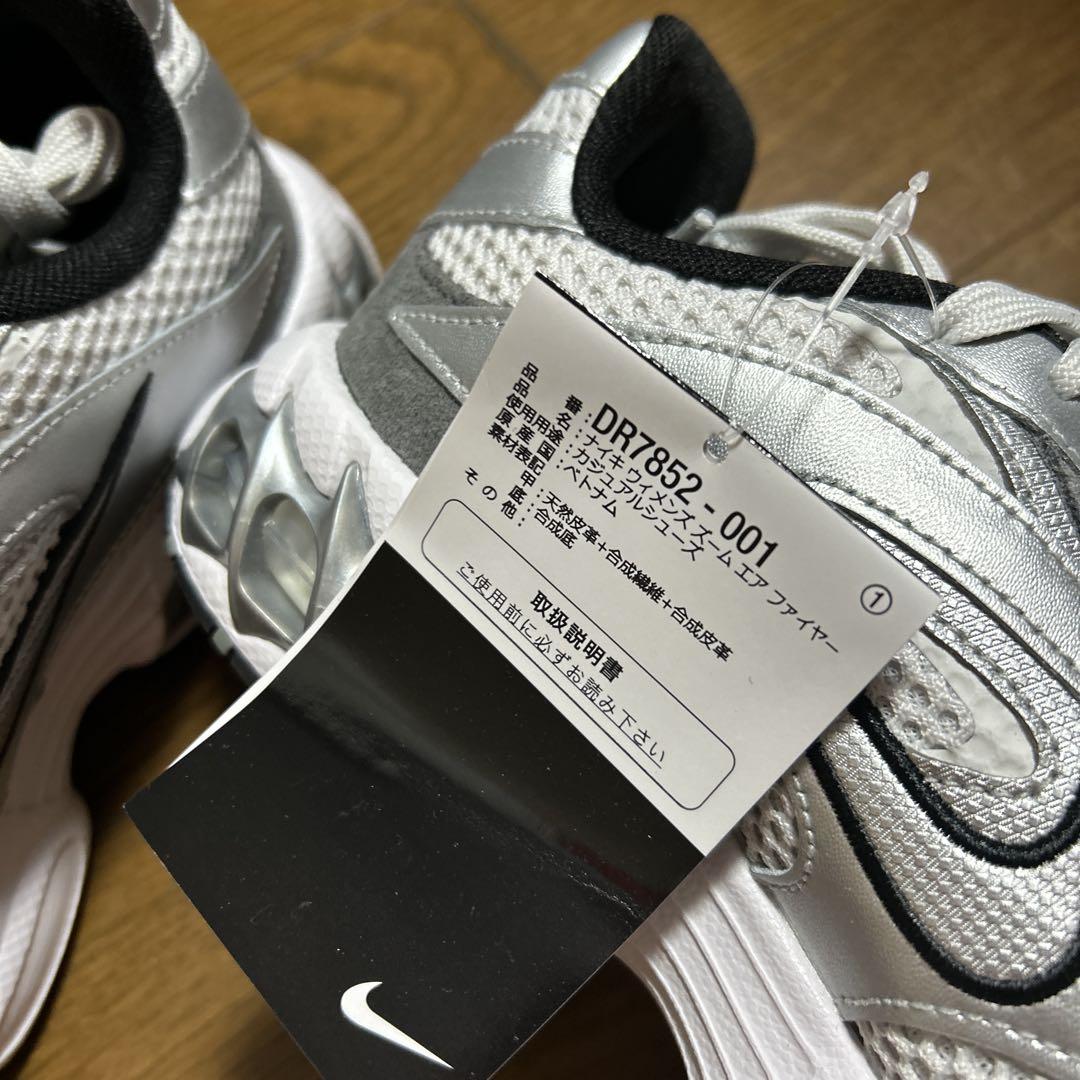 品番:DR7852-001
品名:ナイキ ウィメンズ ズーム エア ファイヤー
使用用途:カジュアルシューズ
原産国:ベトナム
素材表記
甲:天然皮革+合成繊維+合成皮革
底:合成底
その他:
①
取扱説明書
ご使用前に必ずお読み下さい